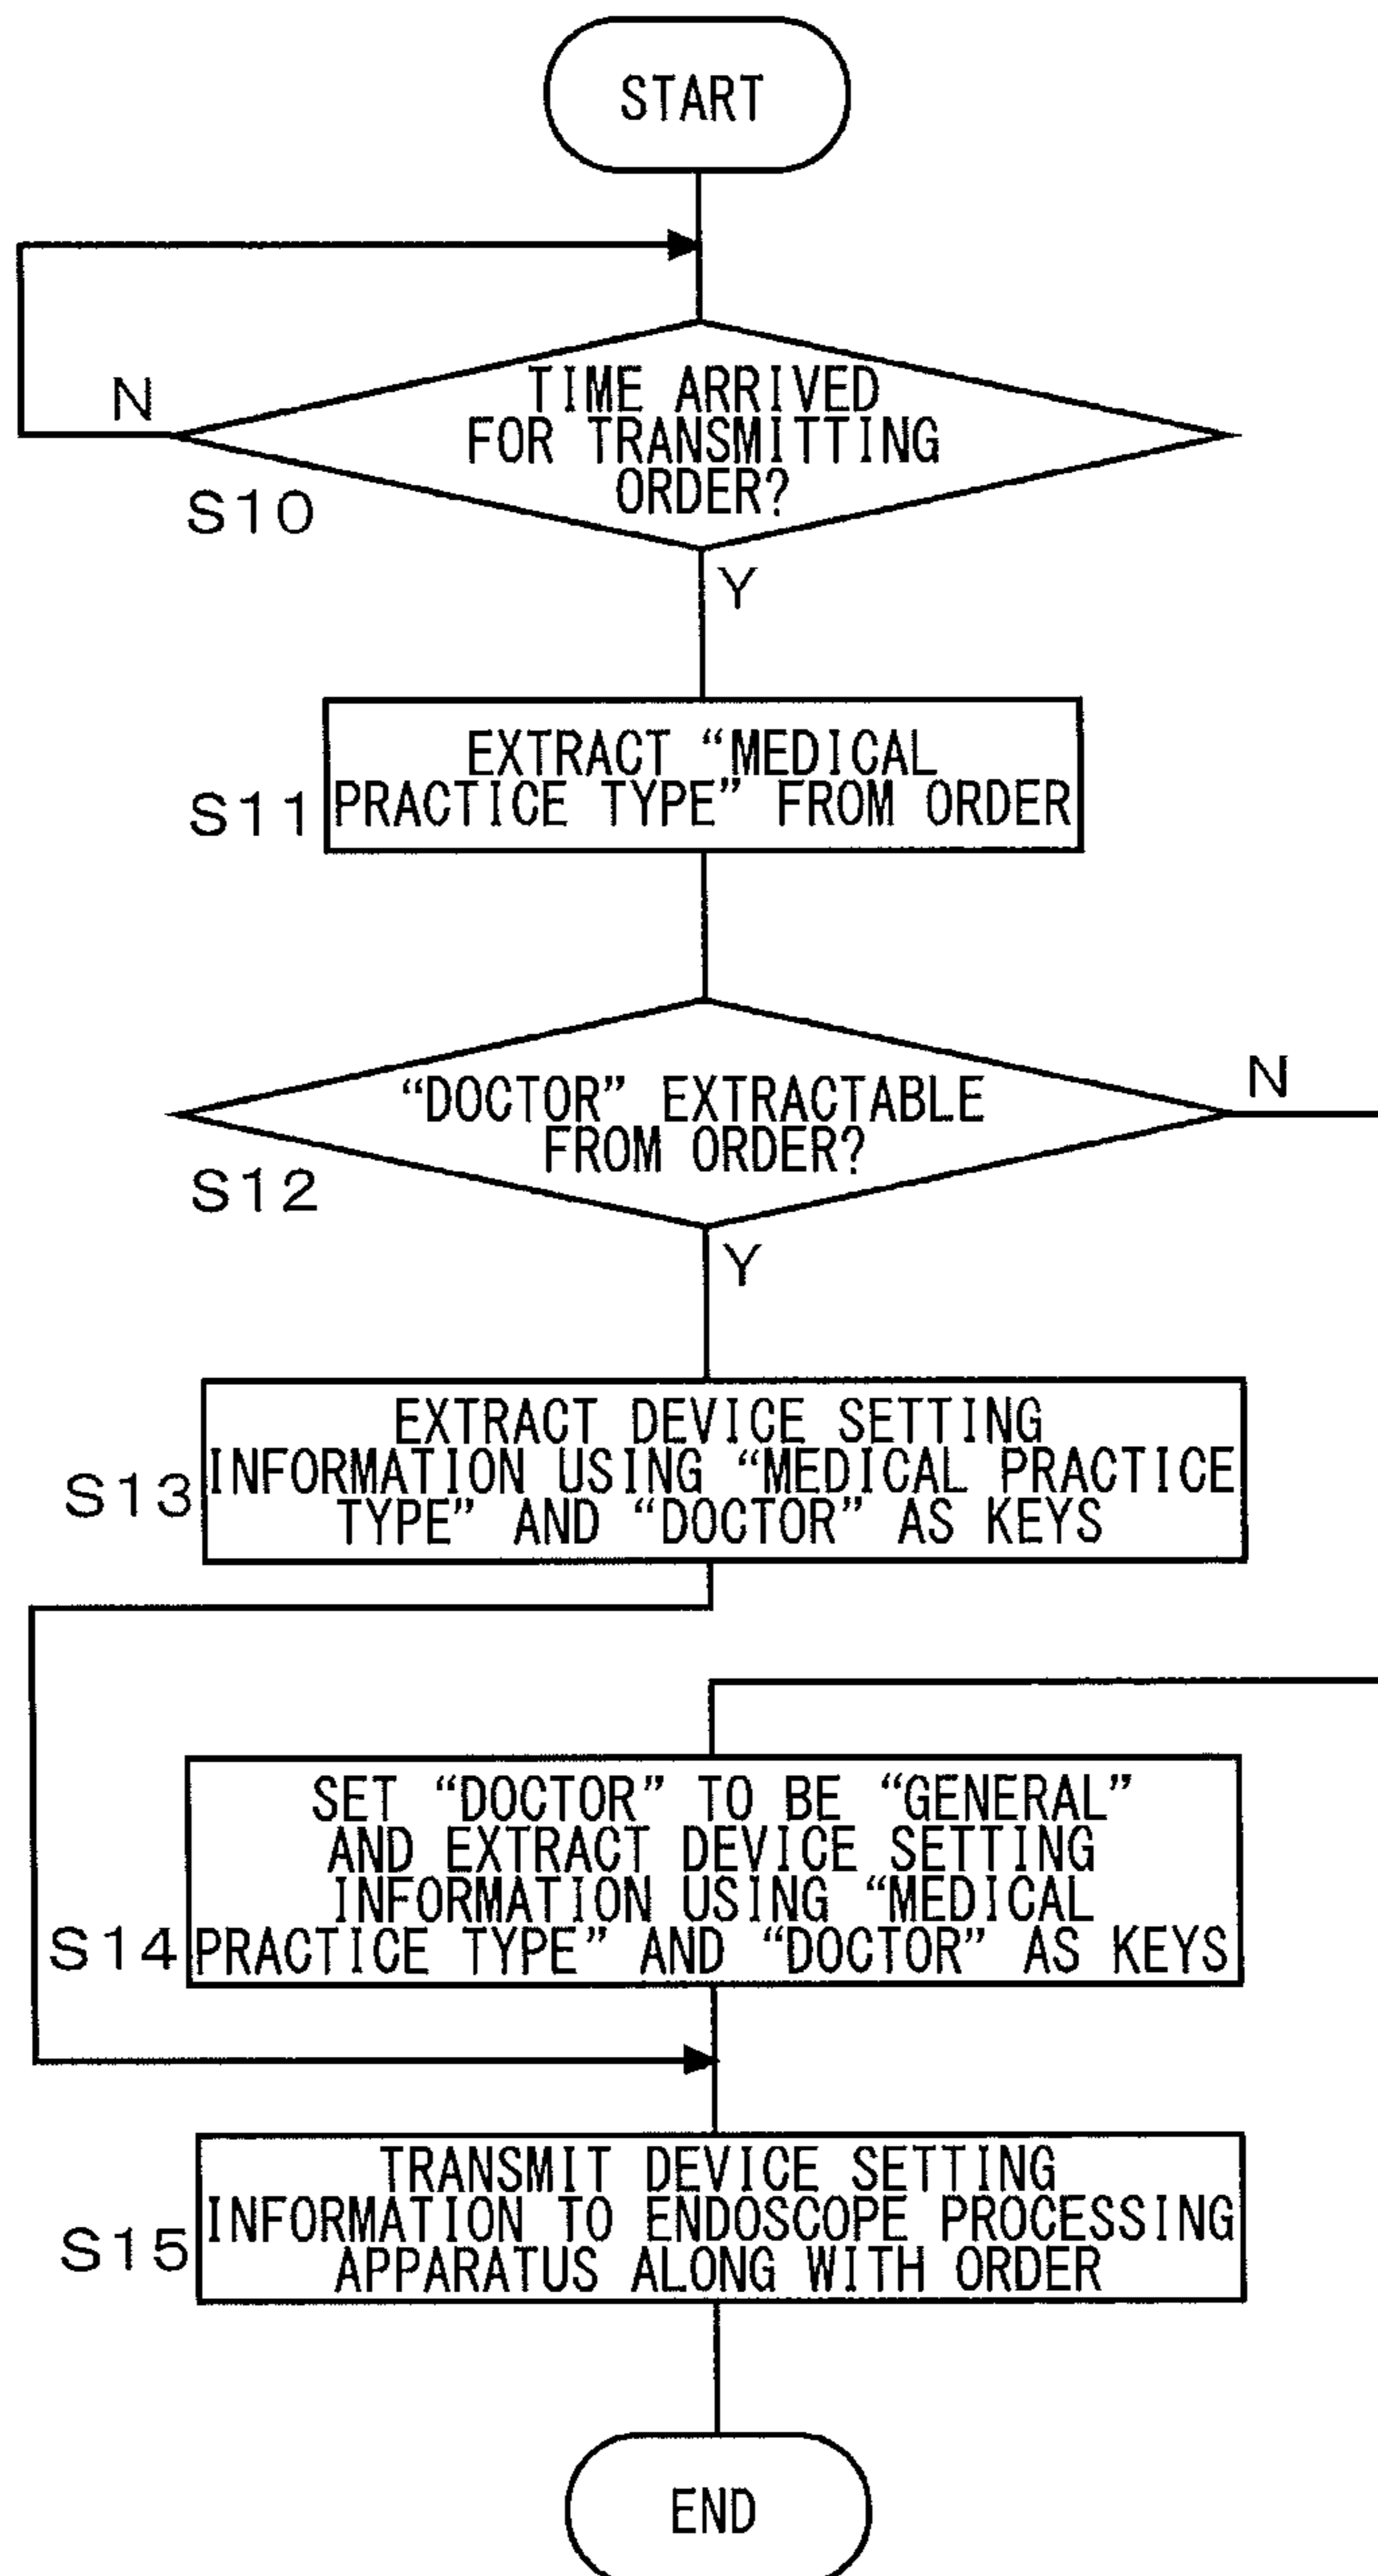 START
N
TIME ARRIVED
FOR TRANSMITTING
ORDER?
S10
Y
EXTRACT “MEDICAL
PRACTICE TYPE” FROM ORDER
S11
N
“DOCTOR” EXTRACTABLE
FROM ORDER?
S12
Y
EXTRACT DEVICE SETTING
INFORMATION USING “MEDICAL PRACTICE
TYPE” AND “DOCTOR” AS KEYS
S13
SET “DOCTOR” TO BE “GENERAL”
AND EXTRACT DEVICE SETTING
INFORMATION USING “MEDICAL
PRACTICE TYPE” AND “DOCTOR” AS KEYS
S14
TRANSMIT DEVICE SETTING
INFORMATION TO ENDOSCOPE PROCESSING
APPARATUS ALONG WITH ORDER
S15
END